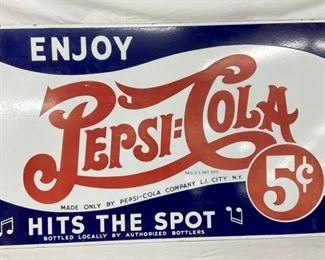 ENJOY
PEPSI=COLA
REG. U.S. PAT. OFF.
MADE ONLY BY PEPSI-COLA COMPANY L.I. CITY N.Y.
5¢
HITS THE SPOT
BOTTLED LOCALLY BY AUTHORIZED BOTTLERS